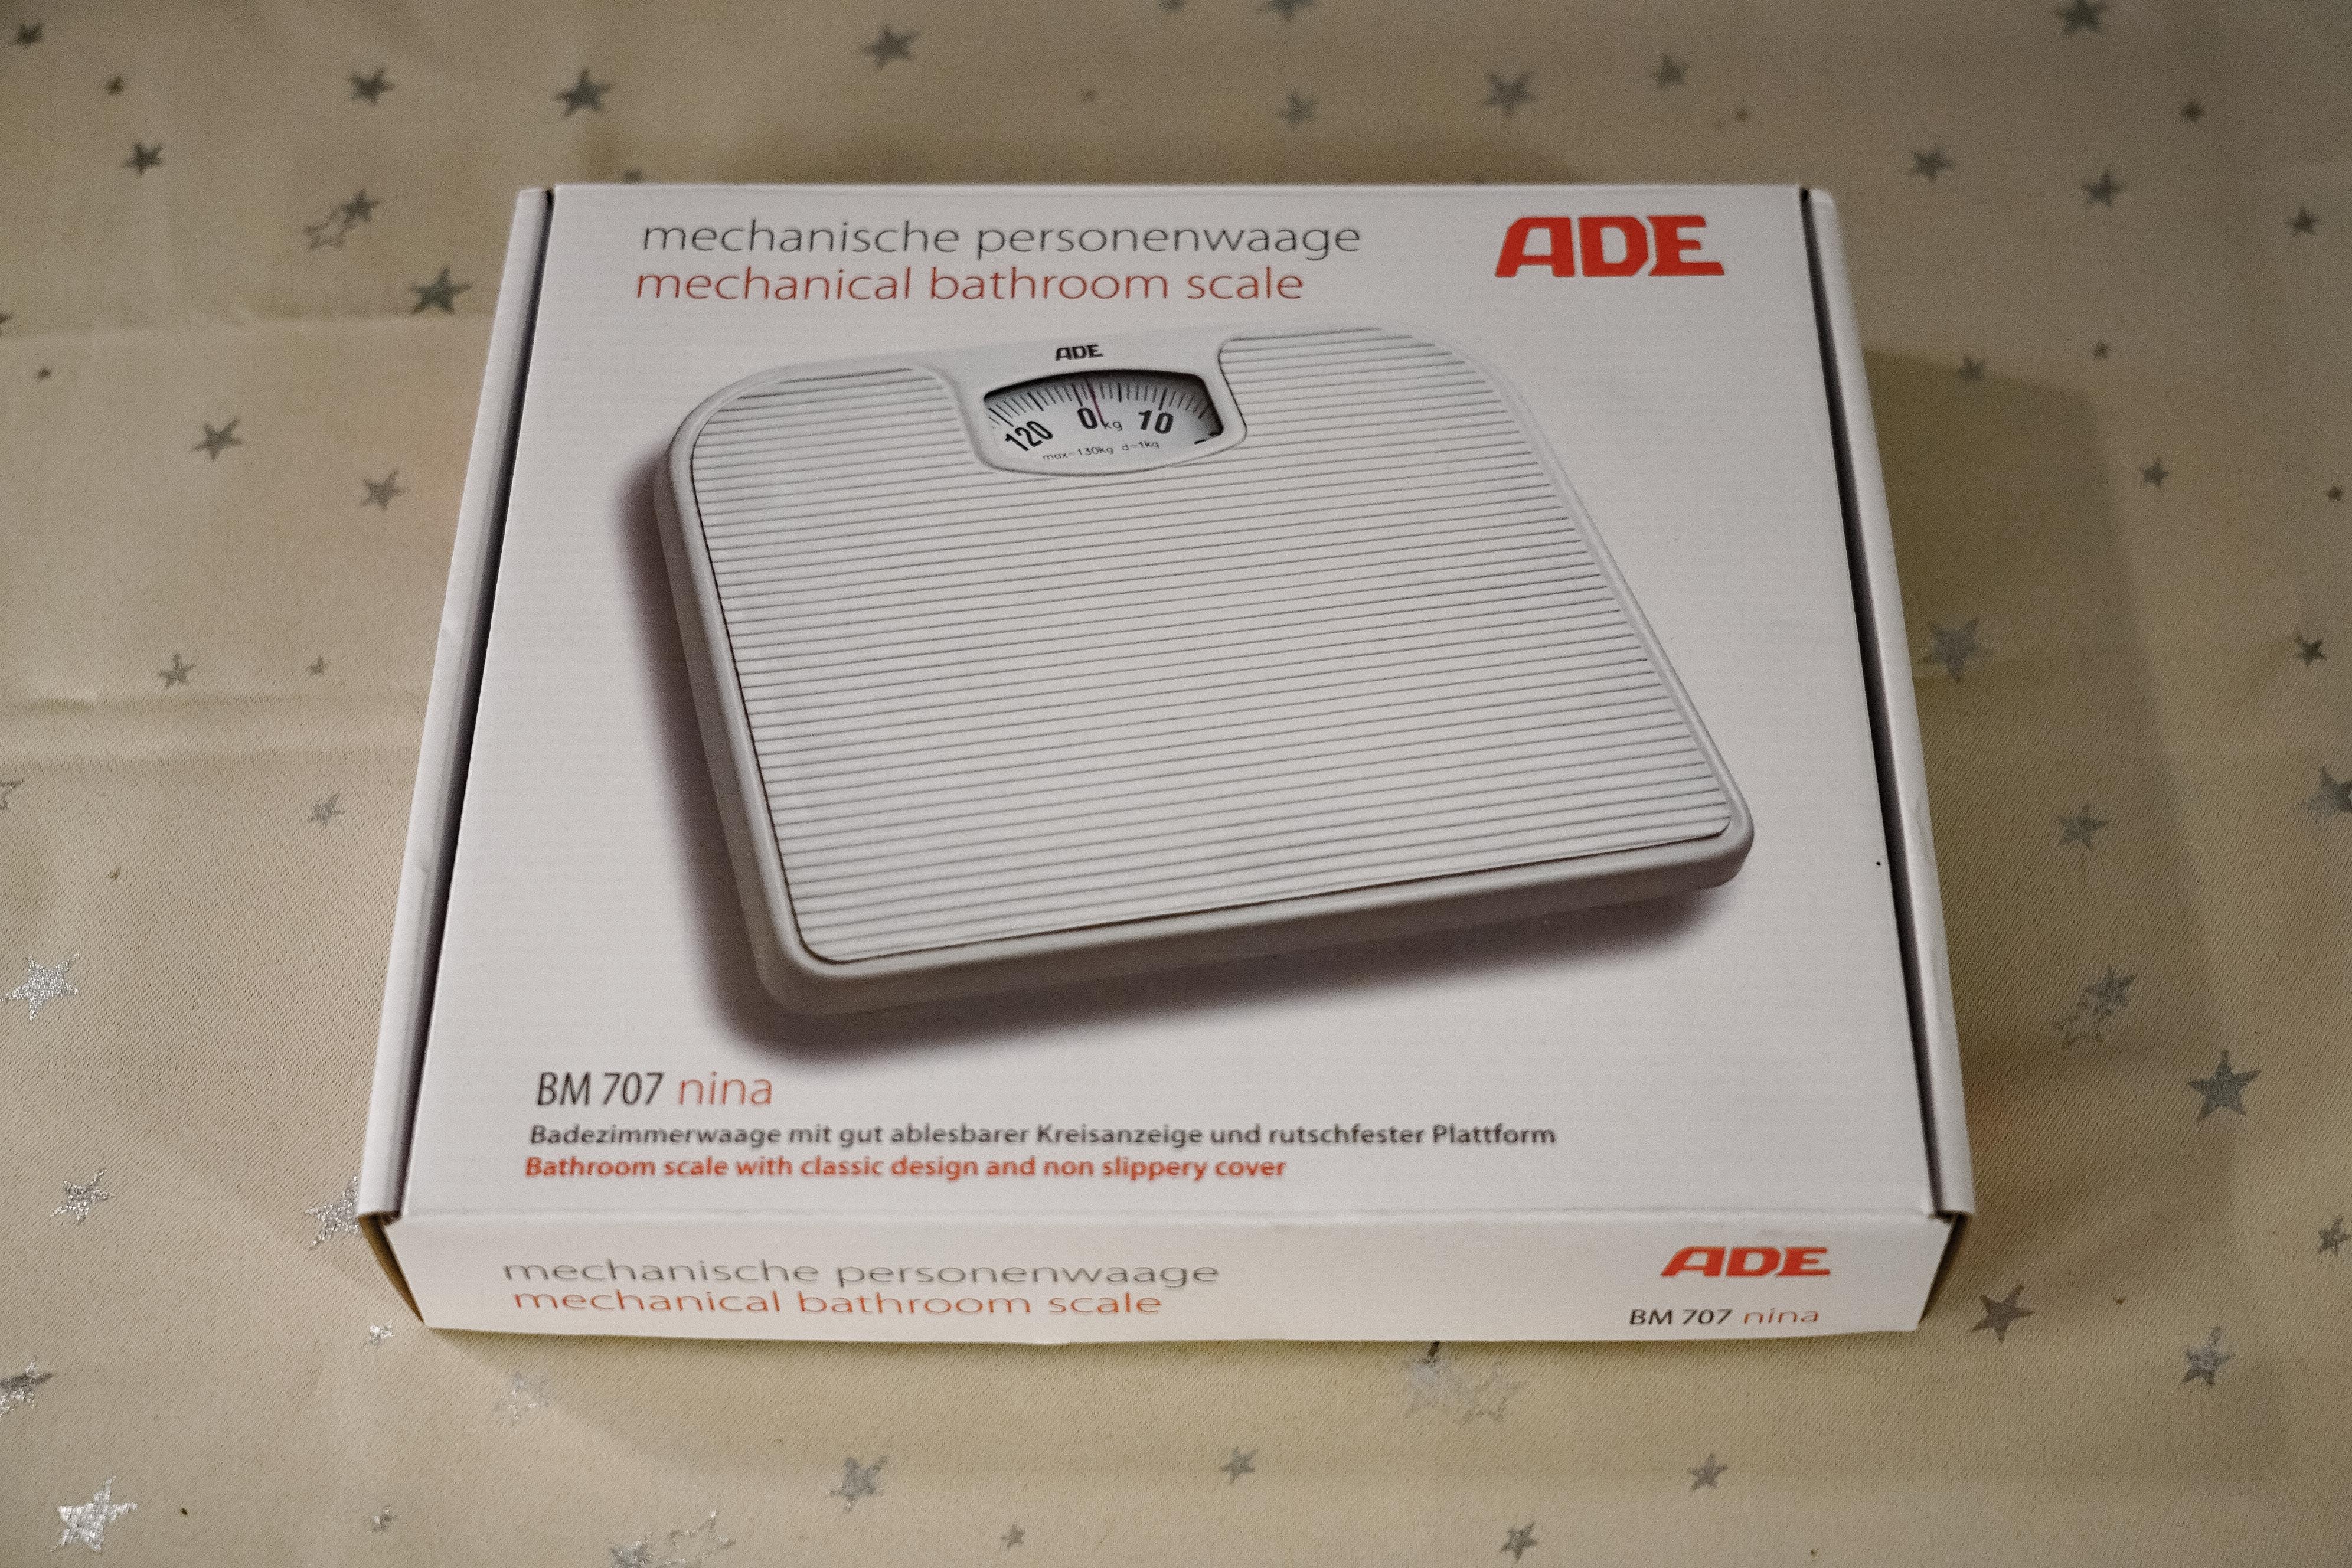 mechanische personenwaage
mechanical bathroom scale
ADE
ADE
120 0 kg 10
max=130kg d=1kg
BM 707 nina
Badezimmerwaage mit gut ablesbarer Kreisanzeige und rutschfester Plattform
Bathroom scale with classic design and non slippery cover
mechanische personenwaage
mechanical bathroom scale
ADE
BM 707 nina